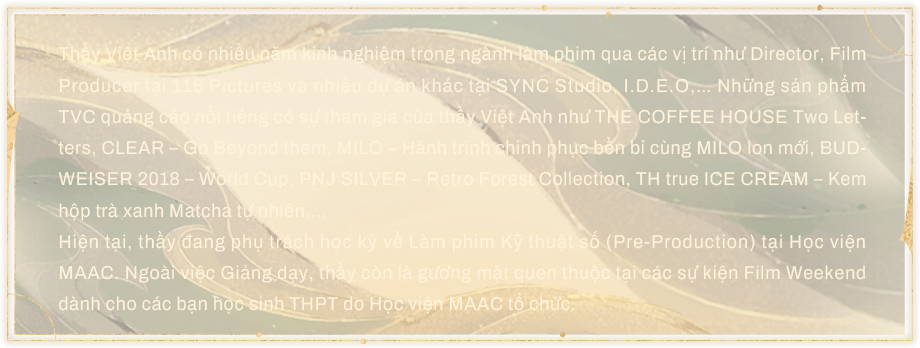 Thầy Việt Anh có nhiều năm kinh nghiệm trong ngành làm phim qua các vị trí như Director, Film
Producer tại 116 Pictures và nhiều dự án khác tại SYNC Studio, I.D.E.O,... Những sản phẩm
TVC quảng cáo nổi tiếng có sự tham gia của thầy Việt Anh như THE COFFEE HOUSE Two Let-
ters, CLEAR – Go Beyond them, MILO – Hành trình chinh phục bền bỉ cùng MILO lon mới, BUD-
WEISER 2018 – World Cup, PNJ SILVER – Retro Forest Collection, TH true ICE CREAM – Kem
hộp trà xanh Matcha tự nhiên,...
Hiện tại, thầy đang phụ trách học kỳ về Làm phim Kỹ thuật số (Pre-Production) tại Học viện
MAAC. Ngoài việc Giảng dạy, thầy còn là gương mặt quen thuộc tại các sự kiện Film Weekend
dành cho các bạn học sinh THPT do Học viện MAAC tổ chức.